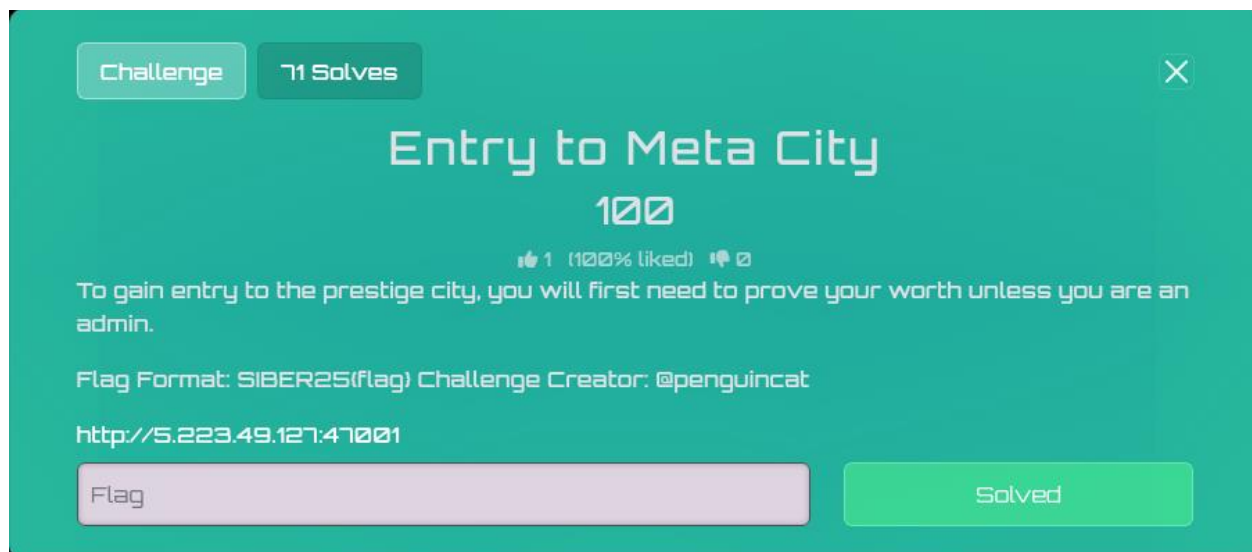 Challenge
71 Solves
Entry to Meta City
100
1 (100% liked) 0
To gain entry to the prestige city, you will first need to prove your worth unless you are an
admin.
Flag Format: SIBER25{flag} Challenge Creator: @penguincat
http://5.223.49.127:47001
Flag
Solved